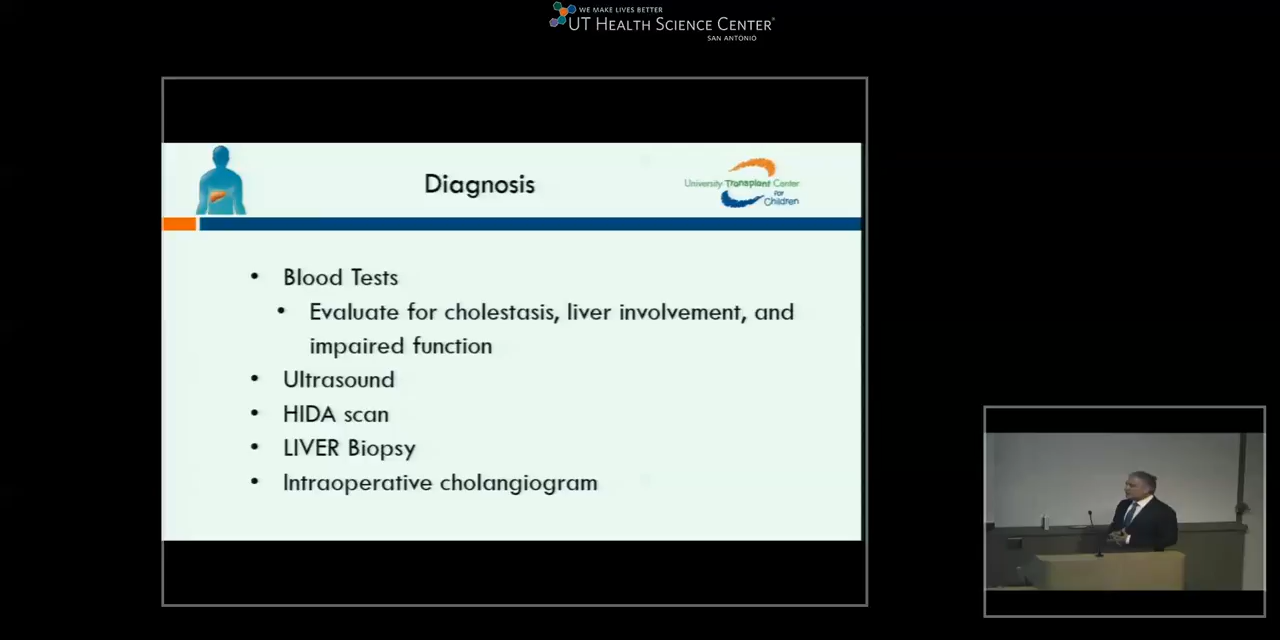 WE MAKE LIVES BETTER
UT HEALTH SCIENCE CENTER®
SAN ANTONIO
Diagnosis
University Transplant Center
for
Children
• Blood Tests
• Evaluate for cholestasis, liver involvement, and
impaired function
• Ultrasound
• HIDA scan
• LIVER Biopsy
• Intraoperative cholangiogram